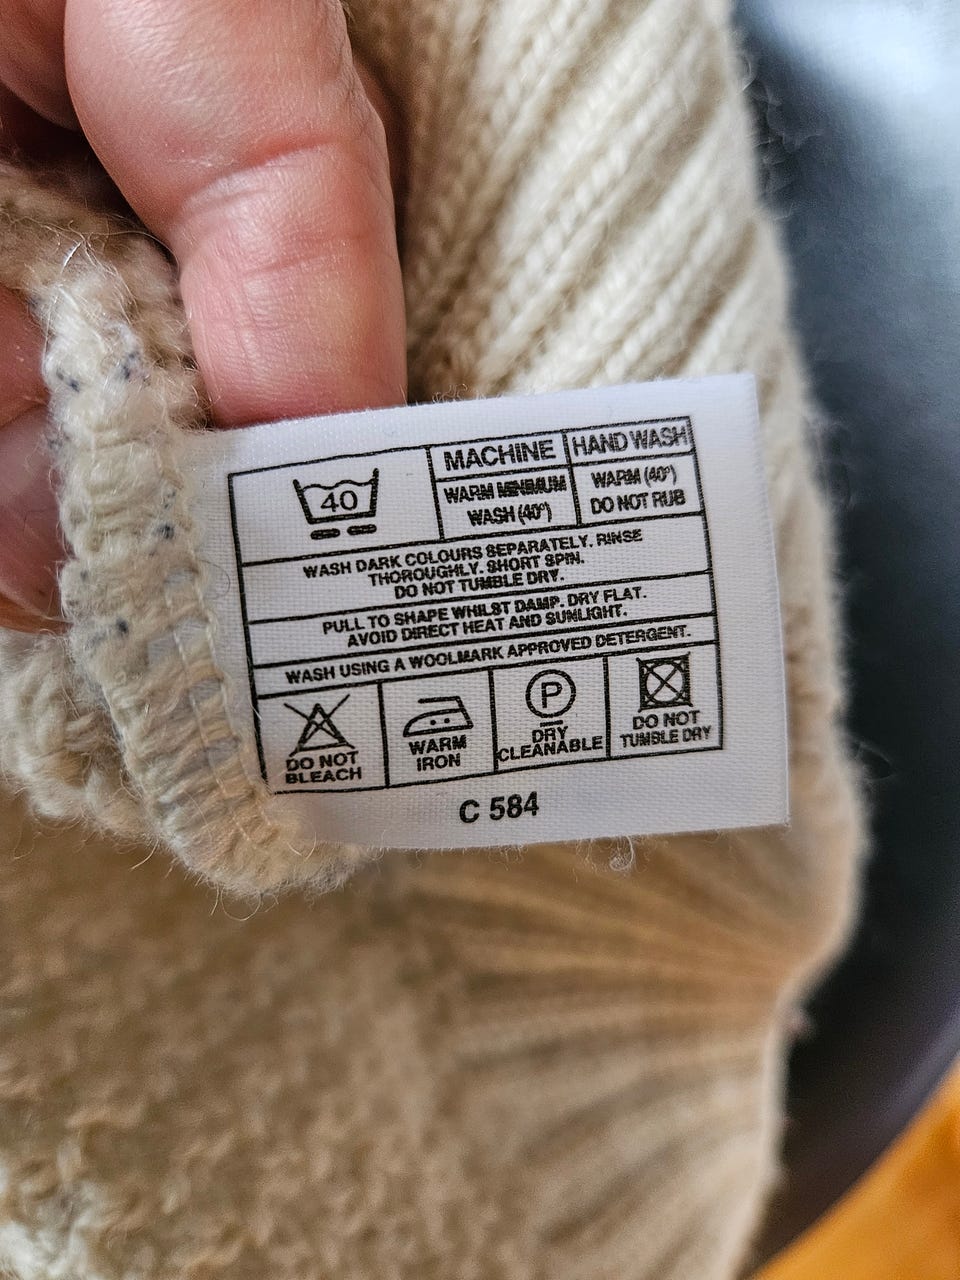 40
MACHINE
WARM MINIMUM
WASH (40°)
HAND WASH
WARM (40°)
DO NOT RUB
WASH DARK COLOURS SEPARATELY. RINSE
THOROUGHLY. SHORT SPIN.
DO NOT TUMBLE DRY.
PULL TO SHAPE WHILST DAMP. DRY FLAT.
AVOID DIRECT HEAT AND SUNLIGHT.
WASH USING A WOOLMARK APPROVED DETERGENT.
DO NOT
BLEACH
WARM
IRON
P
DRY
CLEANABLE
DO NOT
TUMBLE DRY
C 584